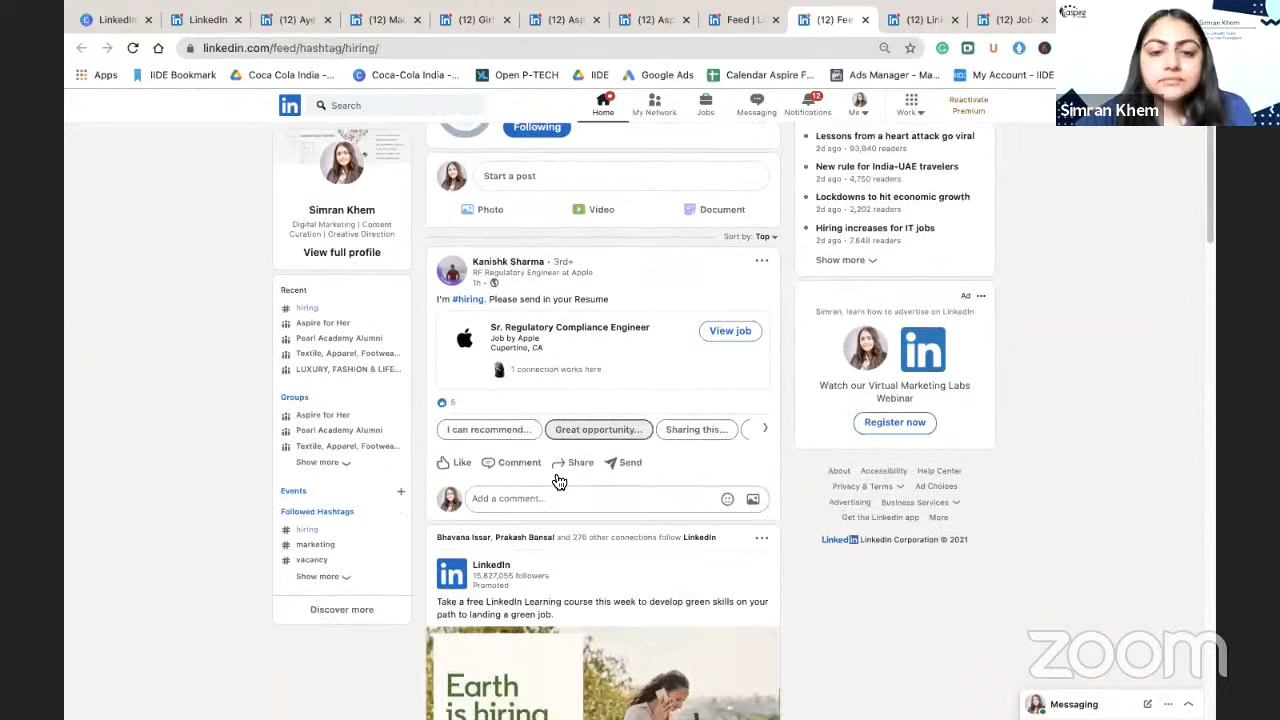 LinkedIn
LinkedIn
(12) Aye
(2) Ma
(12) Girl
(12) Asp
(12) Asp
Feed | L
(12) Fee
(12) Link
(12) Job
linkedin.com/feed/hashtag/hiring/
Apps
IIDE Bookmark
Coca Cola India -...
Coca-Cola India -...
Open P-TECH
IIDE
Google Ads
Calendar Aspire F...
Ads Manager - Ma...
My Account - IIDE
aspire
Simran Khem
Simran Khem
in
Search
Home
My Network
Jobs
Messaging
12
Notifications
Me
Work
Reactivate
Premium
Following
Start a post
Photo
Video
Document
Sort by: Top
Simran Khem
Digital Marketing | Content
Curation | Creative Direction
View full profile
Recent
# hiring
Aspire for Her
Pearl Academy Alumni
Textile, Apparel, Footwea...
LUXURY, FASHION & LIFE...
Groups
Aspire for Her
Pearl Academy Alumni
Textile, Apparel, Footwea...
Show more
Events
+
Followed Hashtags
# hiring
# marketing
# vacancy
Show more
Discover more
Kanishk Sharma • 3rd+
RF Regulatory Engineer at Apple
1h •
I'm #hiring. Please send in your Resume
Sr. Regulatory Compliance Engineer
Job by Apple
Cupertino, CA
View job
1 connection works here
5
I can recommend...
Great opportunity...
Sharing this...
Like
Comment
Share
Send
Add a comment...
Bhavana Issar, Prakash Bansal and 276 other connections follow LinkedIn
in
LinkedIn
15,827,055 followers
Promoted
Take a free LinkedIn Learning course this week to develop green skills on your
path to landing a green job.
Earth
is hiring
Lessons from a heart attack go viral
2d ago • 93,940 readers
New rule for India-UAE travelers
2d ago • 4,750 readers
Lockdowns to hit economic growth
2d ago • 2,202 readers
Hiring increases for IT jobs
2d ago • 7,648 readers
Show more
Ad
Simran, learn how to advertise on LinkedIn
in
Watch our Virtual Marketing Labs
Webinar
Register now
About
Accessibility
Help Center
Privacy & Terms
Ad Choices
Advertising
Business Services
Get the LinkedIn app
More
LinkedIn LinkedIn Corporation © 2021
zoom
Messaging